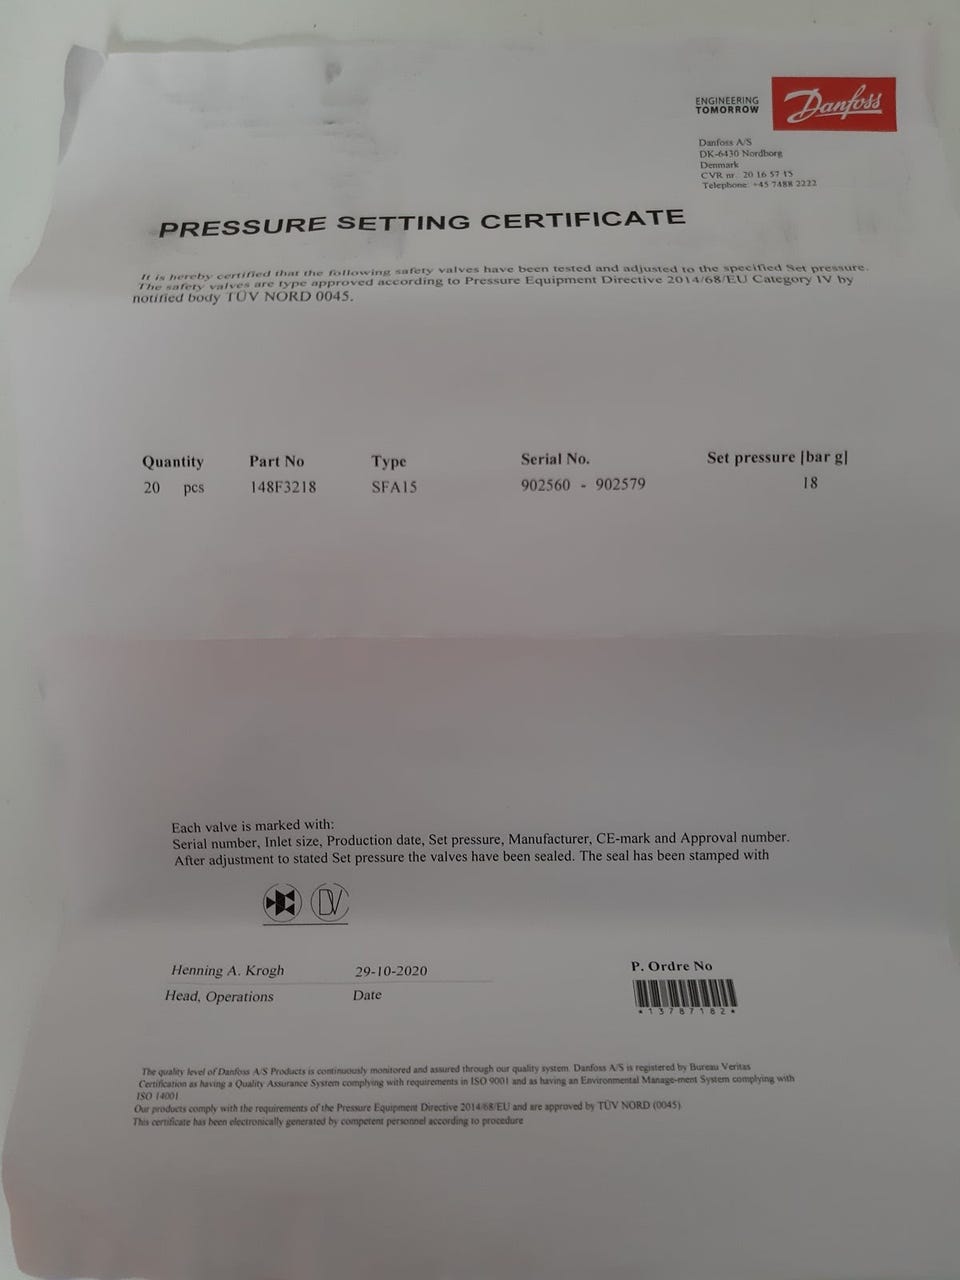 ENGINEERING
TOMORROW
Danfoss
Danfoss A/S
DK-6430 Nordborg
Denmark
CVR nr. 20 16 57 15
Telephone: +45 7488 2222
PRESSURE SETTING CERTIFICATE
It is hereby certified that the following safety valves have been tested and adjusted to the specified Set pressure.
The safety valves are type approved according to Pressure Equipment Directive 2014/68/EU Category IV by
notified body TÜV NORD 0045.
Quantity Part No Type Serial No. Set pressure [bar g]
20 pcs 148F3218 SFA15 902560 - 902579 18
Each valve is marked with:
Serial number, Inlet size, Production date, Set pressure, Manufacturer, CE-mark and Approval number.
After adjustment to stated Set pressure the valves have been sealed. The seal has been stamped with
DV
Henning A. Krogh 29-10-2020
Head, Operations Date
P. Ordre No
*13787182*
The quality level of Danfoss A/S Products is continuously monitored and assured through our quality system. Danfoss A/S is registered by Bureau Veritas
Certification as having a Quality Assurance System complying with requirements in ISO 9001 and as having an Environmental Manage-ment System complying with
ISO 14001
Our products comply with the requirements of the Pressure Equipment Directive 2014/68/EU and are approved by TÜV NORD (0045)
This certificate has been electronically generated by competent personnel according to procedure